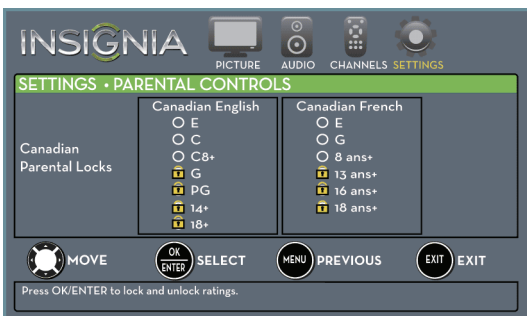 INSIGNIA
PICTURE AUDIO CHANNELS SETTINGS
SETTINGS • PARENTAL CONTROLS
Canadian
Parental Locks
Canadian English
E
C
C8+
G
PG
14+
18+
Canadian French
E
G
8 ans+
13 ans+
16 ans+
18 ans+
MOVE OK ENTER SELECT MENU PREVIOUS EXIT EXIT
Press OK/ENTER to lock and unlock ratings.